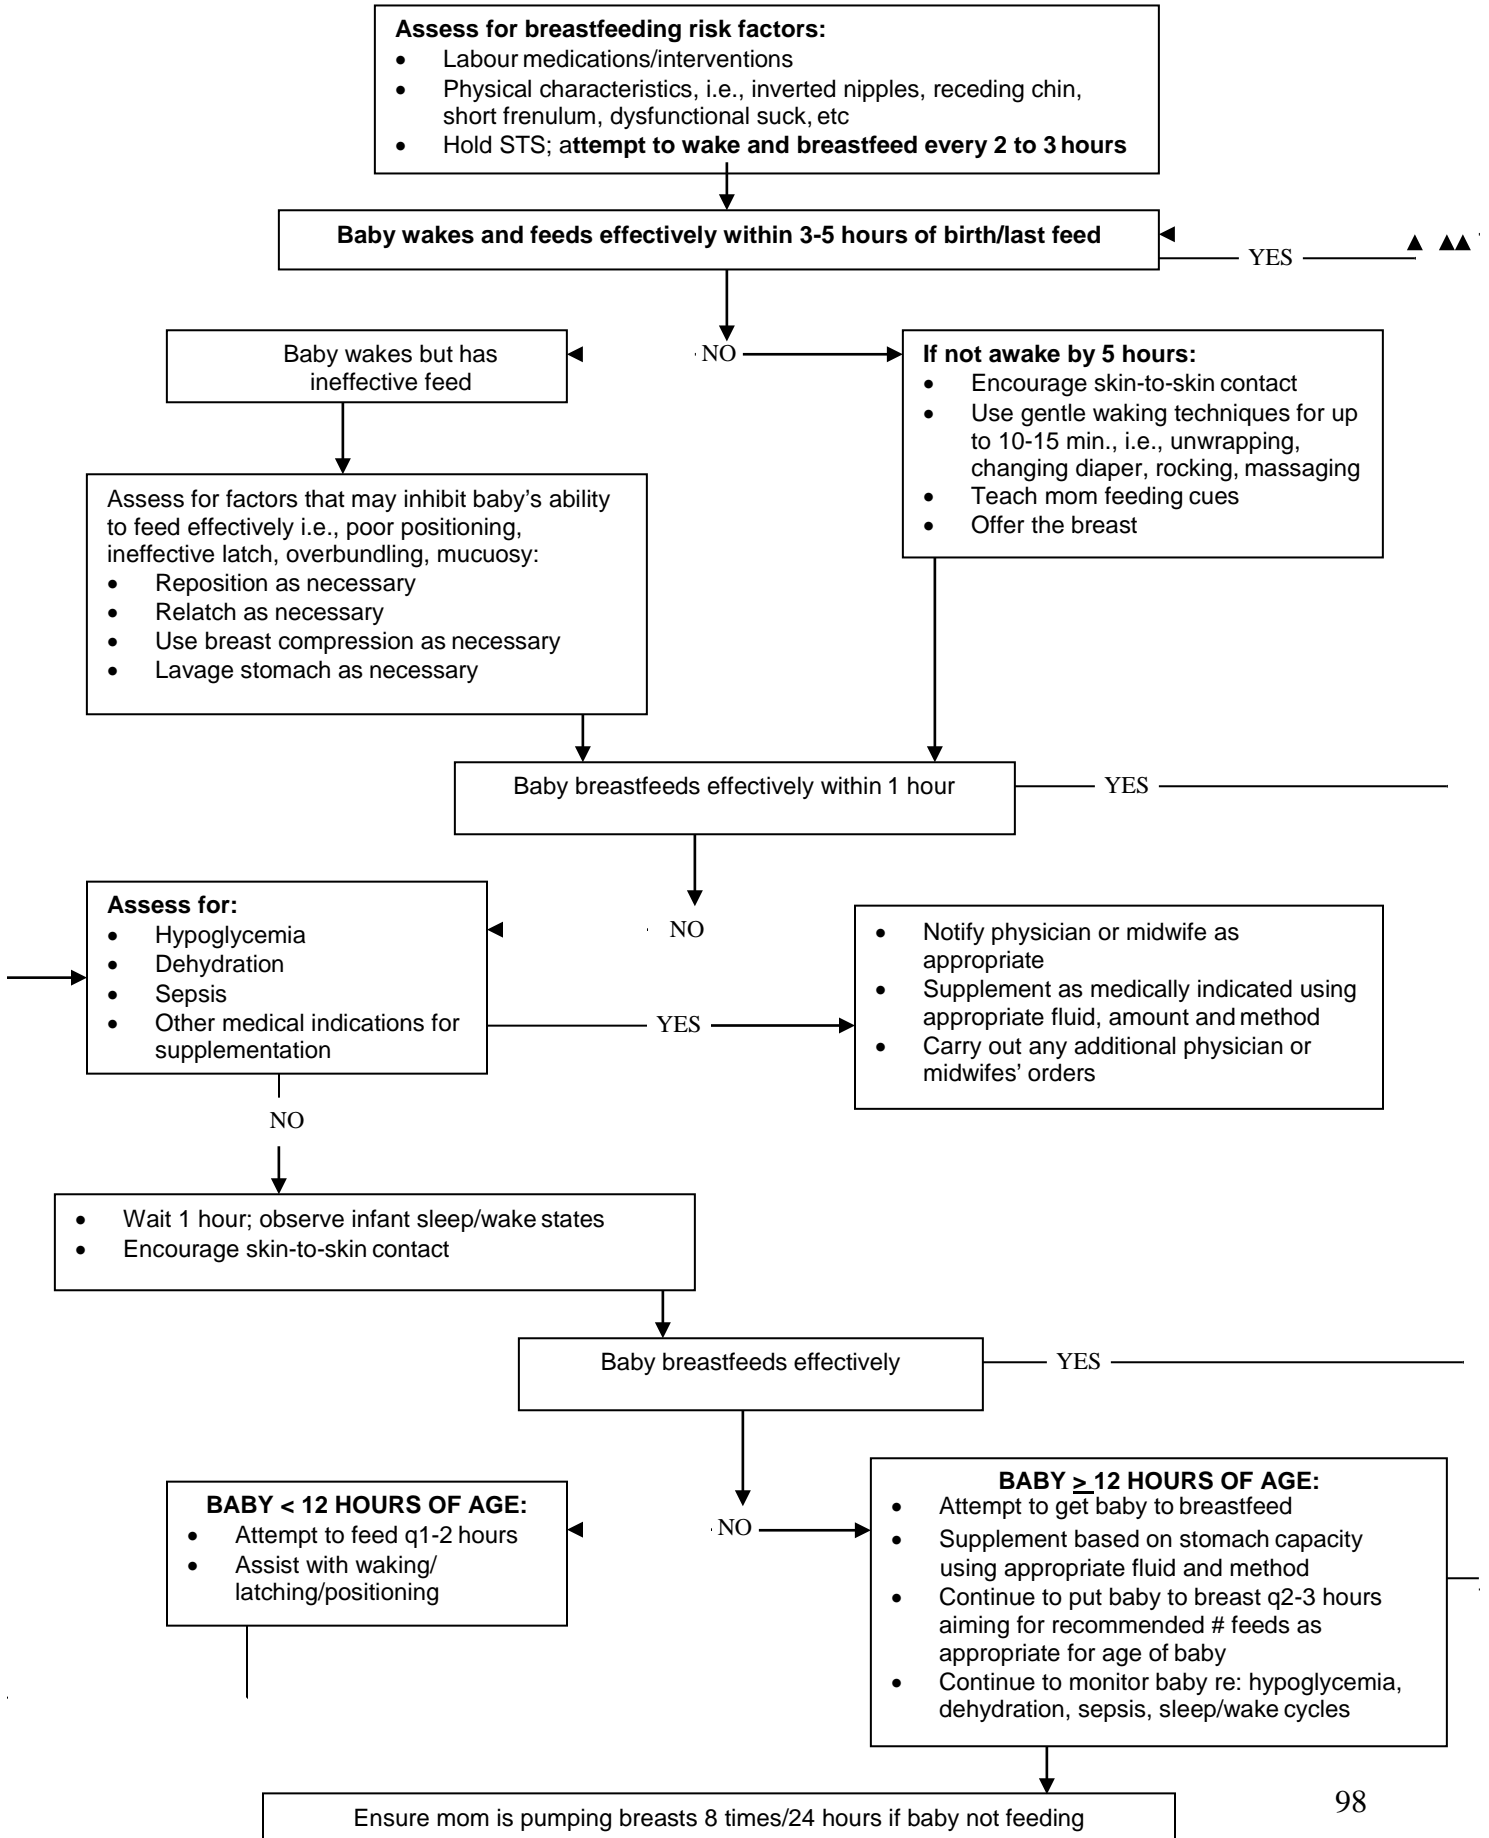 Assess for breastfeeding risk factors:
• Labour medications/interventions
• Physical characteristics, i.e., inverted nipples, receding chin,
short frenulum, dysfunctional suck, etc
• Hold STS; attempt to wake and breastfeed every 2 to 3 hours
Baby wakes and feeds effectively within 3-5 hours of birth/last feed
YES
Baby wakes but has
ineffective feed
NO
If not awake by 5 hours:
• Encourage skin-to-skin contact
• Use gentle waking techniques for up
to 10-15 min., i.e., unwrapping,
changing diaper, rocking, massaging
• Teach mom feeding cues
• Offer the breast
Assess for factors that may inhibit baby's ability
to feed effectively i.e., poor positioning,
ineffective latch, overbundling, mucuosy:
• Reposition as necessary
• Relatch as necessary
• Use breast compression as necessary
• Lavage stomach as necessary
Baby breastfeeds effectively within 1 hour
YES
NO
Assess for:
• Hypoglycemia
• Dehydration
• Sepsis
• Other medical indications for
supplementation
YES
• Notify physician or midwife as
appropriate
• Supplement as medically indicated using
appropriate fluid, amount and method
• Carry out any additional physician or
midwifes' orders
NO
• Wait 1 hour; observe infant sleep/wake states
• Encourage skin-to-skin contact
Baby breastfeeds effectively
YES
BABY < 12 HOURS OF AGE:
• Attempt to feed q1-2 hours
• Assist with waking/
latching/positioning
NO
BABY ≥ 12 HOURS OF AGE:
• Attempt to get baby to breastfeed
• Supplement based on stomach capacity
using appropriate fluid and method
• Continue to put baby to breast q2-3 hours
aiming for recommended # feeds as
appropriate for age of baby
• Continue to monitor baby re: hypoglycemia,
dehydration, sepsis, sleep/wake cycles
Ensure mom is pumping breasts 8 times/24 hours if baby not feeding
98